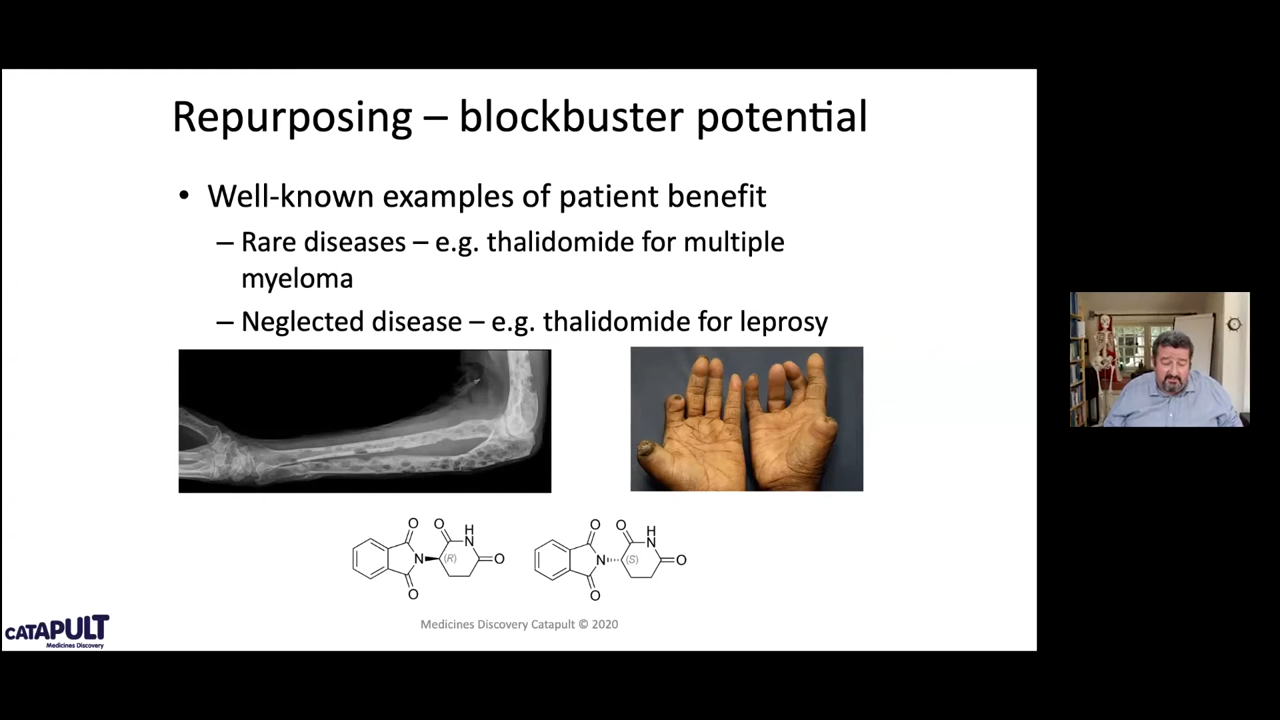 Repurposing – blockbuster potential
• Well-known examples of patient benefit
– Rare diseases – e.g. thalidomide for multiple
myeloma
– Neglected disease – e.g. thalidomide for leprosy
O O H
N
N (R) O
O
O O H
N
N (S) O
O
Medicines Discovery Catapult © 2020
CATAPULT
Medicines Discovery